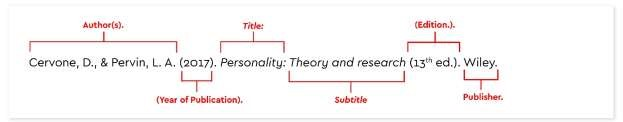 Author(s). Title: (Edition.).
Cervone, D., & Pervin, L. A. (2017). Personality: Theory and research (13th ed.). Wiley.
(Year of Publication). Subtitle Publisher.